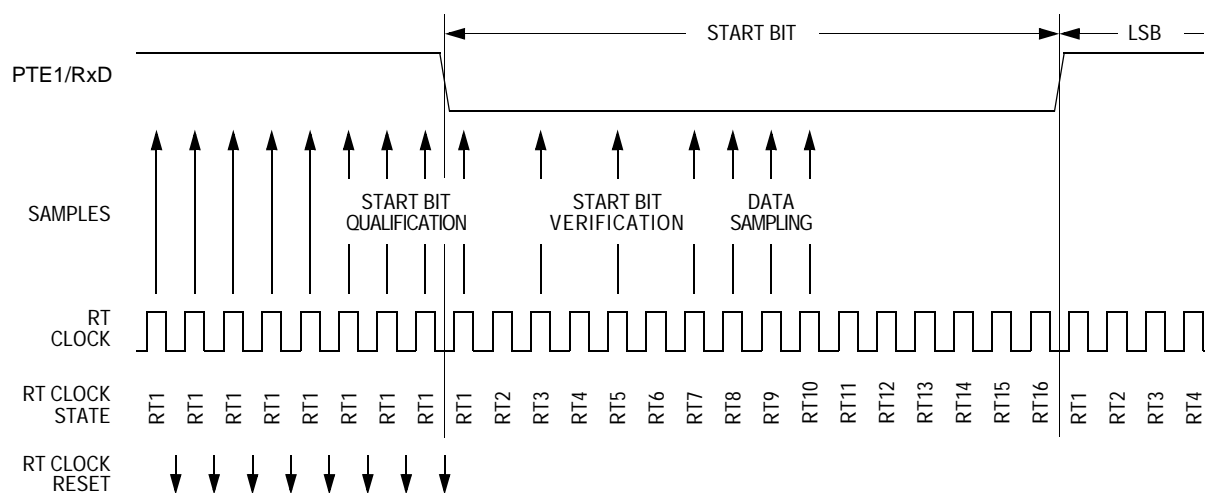 START BIT
LSB
PTE1/RxD
SAMPLES
START BIT
QUALIFICATION
START BIT
VERIFICATION
DATA
SAMPLING
RT
CLOCK
RT CLOCK
STATE
RT1 RT1 RT1 RT1 RT1 RT1 RT1 RT1 RT1 RT2 RT3 RT4 RT5 RT6 RT7 RT8 RT9 RT10 RT11 RT12 RT13 RT14 RT15 RT16 RT1 RT2 RT3 RT4
RT CLOCK
RESET